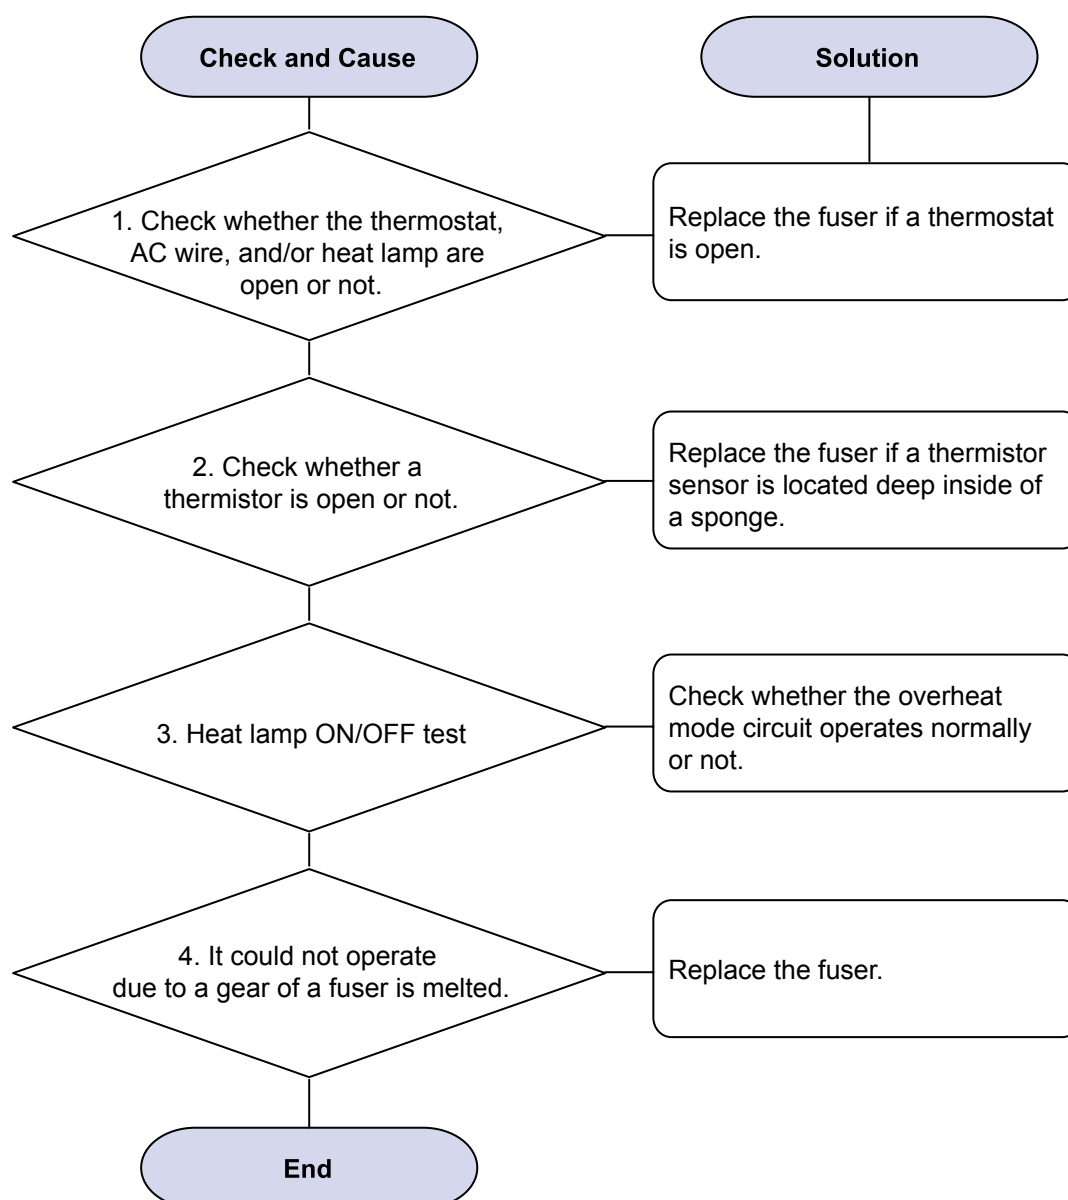 Check and Cause
Solution
1. Check whether the thermostat,
AC wire, and/or heat lamp are
open or not.
Replace the fuser if a thermostat
is open.
2. Check whether a
thermistor is open or not.
Replace the fuser if a thermistor
sensor is located deep inside of
a sponge.
3. Heat lamp ON/OFF test
Check whether the overheat
mode circuit operates normally
or not.
4. It could not operate
due to a gear of a fuser is melted.
Replace the fuser.
End